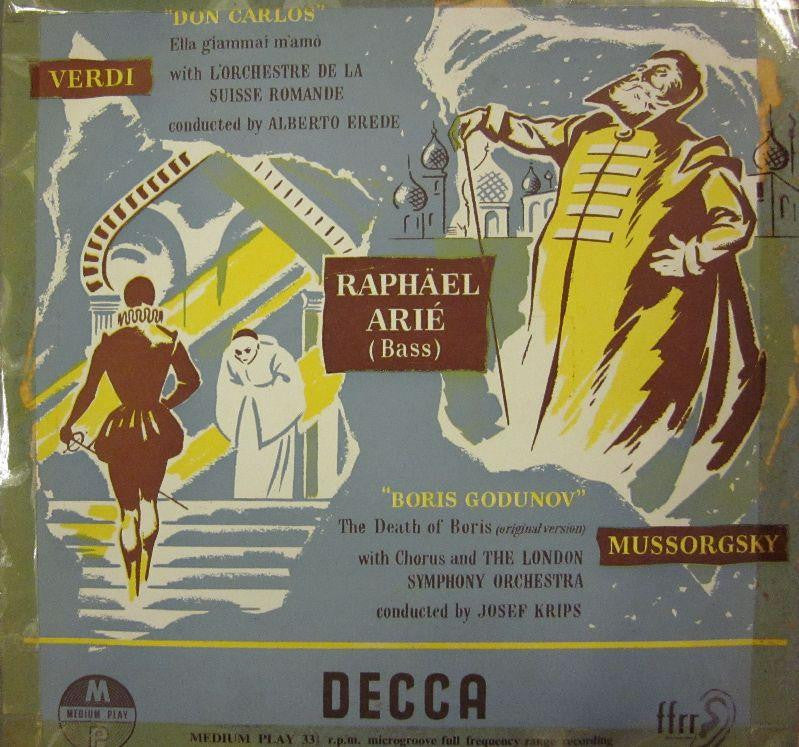 "DON CARLOS"
Ella giammai m'amò
VERDI
with L'ORCHESTRE DE LA
SUISSE ROMANDE
conducted by ALBERTO EREDE
RAPHÄEL
ARIÉ
(Bass)
"BORIS GODUNOV"
The Death of Boris (original version)
MUSSORGSKY
with Chorus and THE LONDON
SYMPHONY ORCHESTRA
conducted by JOSEF KRIPS
DECCA
M
MEDIUM PLAY
P
ffrr
MEDIUM PLAY 33⅓ r.p.m. microgroove full frequency range recording